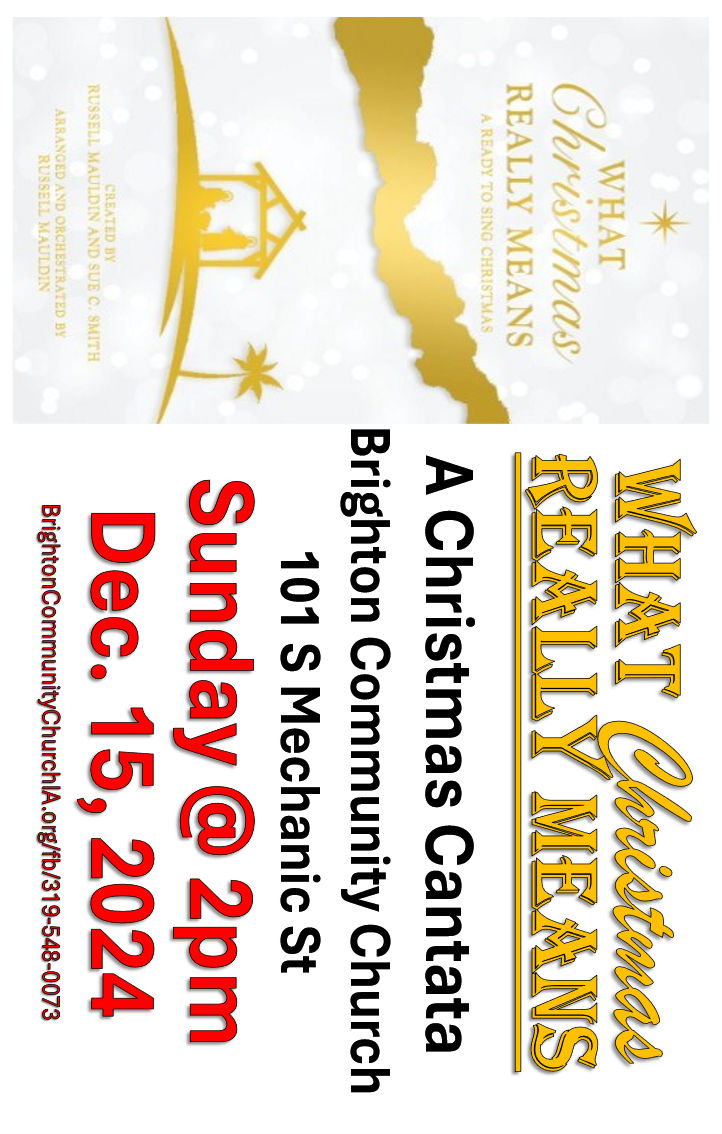 WHAT
Christmas
REALLY MEANS
A READY TO SING CHRISTMAS
CREATED BY
RUSSELL MAULDIN AND SUE C. SMITH
ARRANGED AND ORCHESTRATED BY
RUSSELL MAULDIN
WHAT Christmas
REALLY MEANS
A Christmas Cantata
Brighton Community Church
101 S Mechanic St
Sunday @ 2pm
Dec. 15, 2024
BrightonCommunityChurchIA.org/fb/319-548-0073